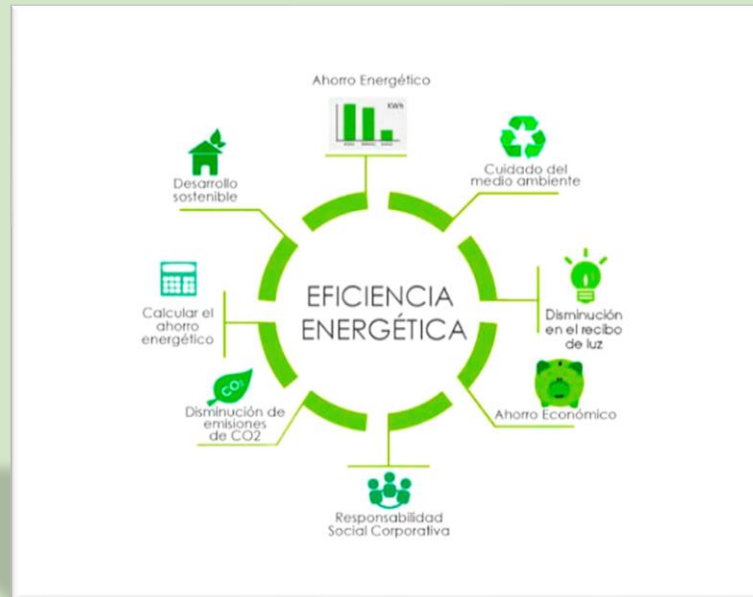 Ahorro Energético
KWh
Cuidado del
medio ambiente
Disminución
en el recibo
de luz
Ahorro Económico
Responsabilidad
Social Corporativa
CO₂
Disminución de
emisiones
de CO2
Calcular el
ahorro
energético
Desarrollo
sostenible
EFICIENCIA
ENERGÉTICA